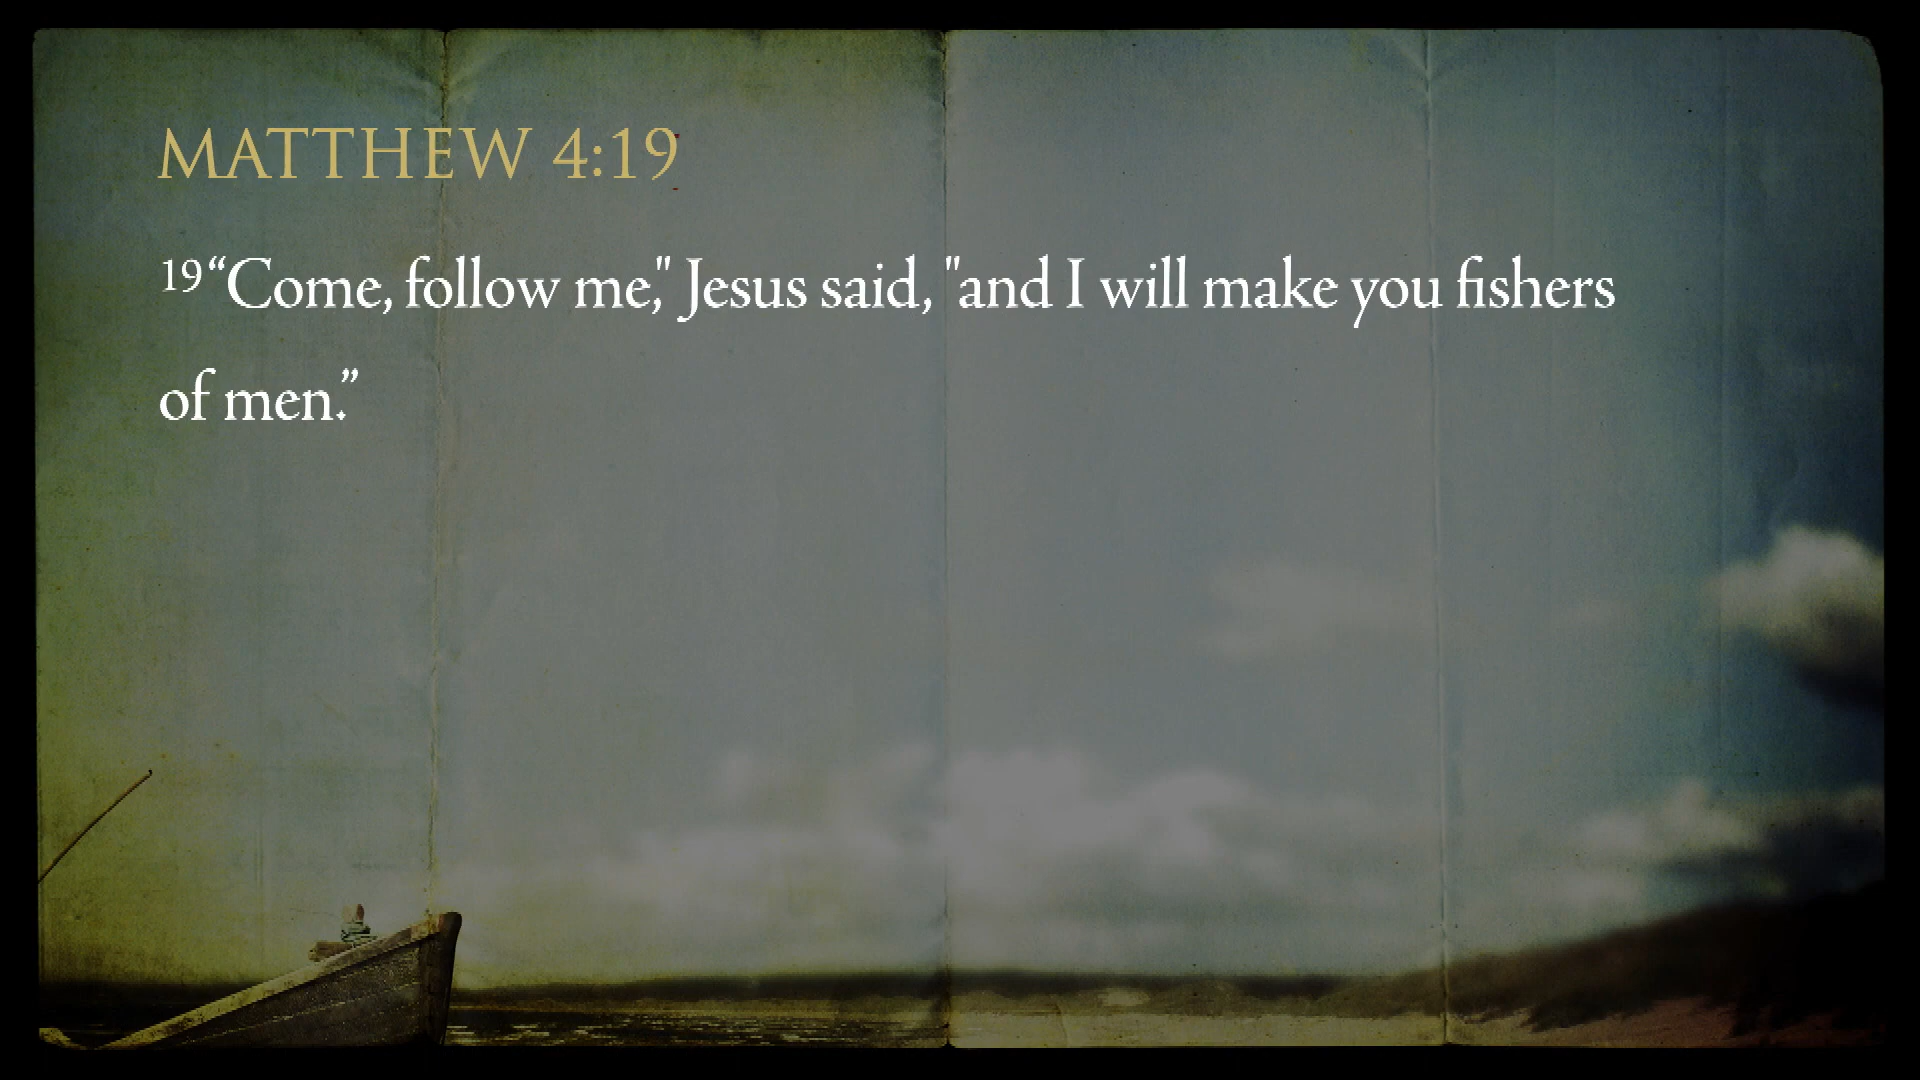 MATTHEW 4:19
19“Come, follow me," Jesus said, "and I will make you fishers
of men.”